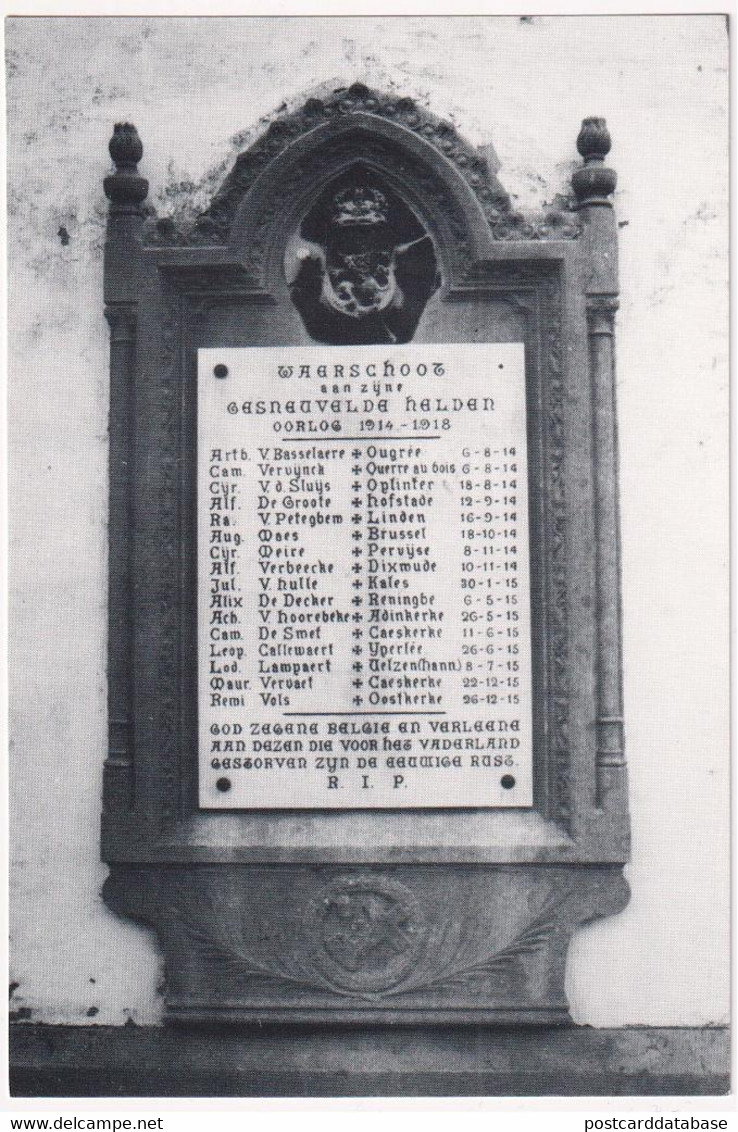 WAERSCHOOT
aan zyne
GESNEUVELDE HELDEN
OORLOG 1914-1918
Arth. V. Basselaere + Ougrée 6-8-14
Cam. Vervynck + Querre au bois 6-8-14
Cyr. V. d. Sluys + Oplinter 18-8-14
Alf. De Groote + Hofstade 12-9-14
Ra. V. Peteghem + Linden 16-9-14
Aug. Maes + Brussel 18-10-14
Cyr. Meire + Pervyse 8-11-14
Alf. Verbeecke + Dixmude 10-11-14
Jul. V. Hulle + Kales 30-1-15
Alix De Decker + Reninghe 6-5-15
Ach. V. Hoorebeke + Adinkerke 26-5-15
Cam. De Smet + Caeskerke 11-6-15
Leop. Callewaert + Yperlée 26-6-15
Lod. Lampaert + Uelzen (hann.) 8-7-15
Maur. Vervaet + Caeskerke 22-12-15
Remi Vols + Oostkerke 26-12-15
GOD ZEGENE BELGIE EN VERLEENE
AAN DEZEN DIE VOOR HET VADERLAND
GESTORVEN ZYN DE EEUWIGE RUST.
R. I. P.
www.delcampe.net
postcarddatabase